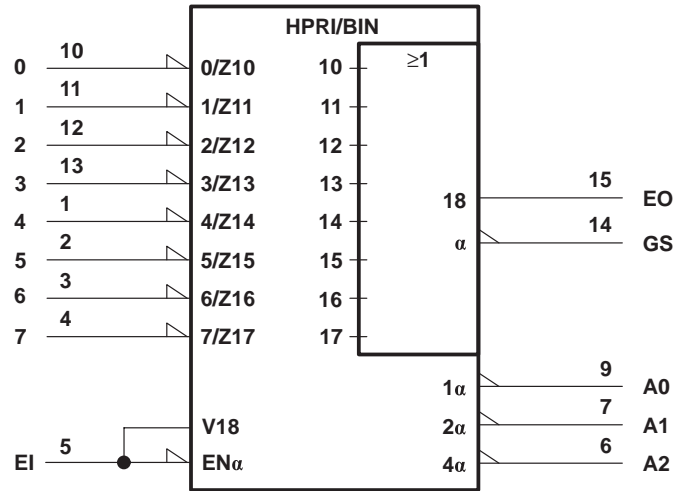 HPRI/BIN
0 10 0/Z10 10 ≥1
1 11 1/Z11 11
2 12 2/Z12 12
3 13 3/Z13 13
18 15 EO
4 1 4/Z14 14
α 14 GS
5 2 5/Z15 15
6 3 6/Z16 16
7 4 7/Z17 17
1α 9 A0
V18 2α 7 A1
EI 5 ENα 4α 6 A2